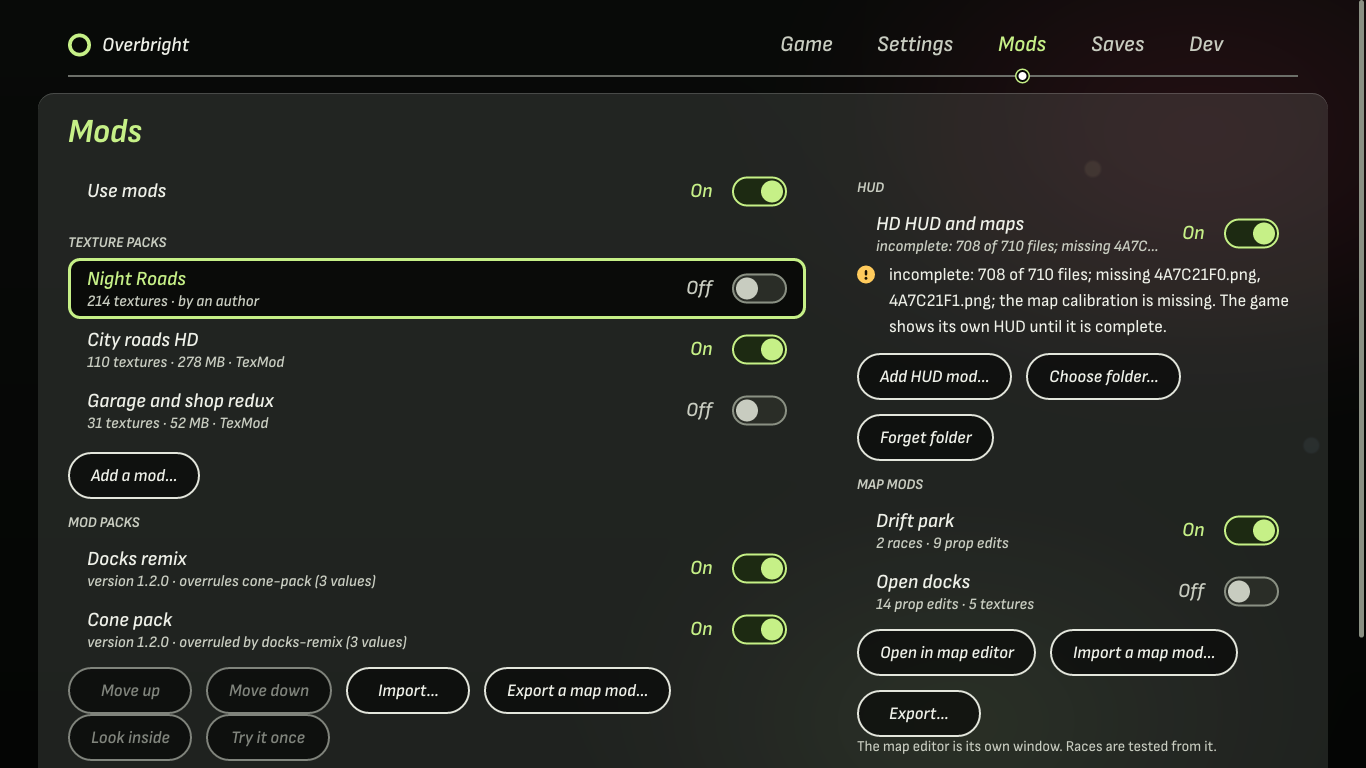 Overbright
Game
Settings
Mods
Saves
Dev
Mods
Use mods
On
TEXTURE PACKS
Night Roads
214 textures · by an author
Off
City roads HD
110 textures · 278 MB · TexMod
On
Garage and shop redux
31 textures · 52 MB · TexMod
Off
Add a mod...
MOD PACKS
Docks remix
version 1.2.0 · overrules cone-pack (3 values)
On
Cone pack
version 1.2.0 · overruled by docks-remix (3 values)
On
Move up
Move down
Import...
Export a map mod...
Look inside
Try it once
HUD
HD HUD and maps
incomplete: 708 of 710 files; missing 4A7C...
On
incomplete: 708 of 710 files; missing 4A7C21F0.png,
4A7C21F1.png; the map calibration is missing. The game
shows its own HUD until it is complete.
Add HUD mod...
Choose folder...
Forget folder
MAP MODS
Drift park
2 races · 9 prop edits
On
Open docks
14 prop edits · 5 textures
Off
Open in map editor
Import a map mod...
Export...
The map editor is its own window. Races are tested from it.